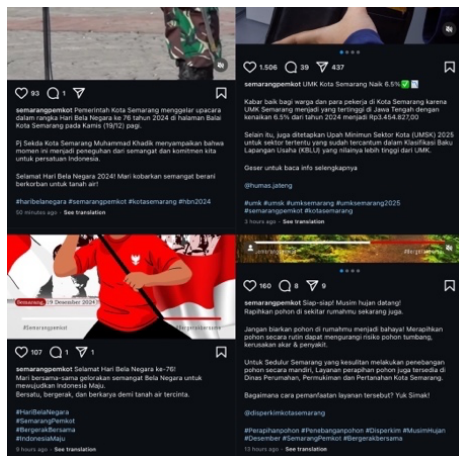 93 1
semarangpemkot Pemerintah Kota Semarang menggelar upacara
dalam rangka Hari Bela Negara ke 76 tahun 2024 di halaman Balai
Kota Semarang pada Kamis (19/12) pagi.
Pj Sekda Kota Semarang Muhammad Khadik menyampaikan bahwa
momen ini menjadi peneguhan dari semangat dan komitmen kita
untuk persatuan Indonesia.
Selamat Hari Bela Negara 2024! Mari kobarkan semangat berani
berkorban untuk tanah air!
#haribelanegara #semarangpemkot #kotasemarang #hbn2024
50 minutes ago · See translation
1.506 39 437
semarangpemkot UMK Kota Semarang Naik 6.5%✅
Kabar baik bagi warga dan para pekerja di Kota Semarang karena
UMK Semarang menjadi yang tertinggi di Jawa Tengah dengan
kenaikan 6.5% dari tahun 2024 menjadi Rp3.454.827,00
Selain itu, juga ditetapkan Upah Minimun Sektor Kota (UMSK) 2025
untuk sektor tertentu yang sudah tercantum dalam Klasifikasi Baku
Lapangan Usaha (KBLU) yang nilainya lebih tinggi dari UMK.
Geser untuk baca info selengkapnya
@humas.jateng
#umk #umsk #umksemarang #umksemarang2025
#semarangpemkot #kotasemarang
3 hours ago · See translation
Semarang, 19 Desember 2024
#Semarangpemkot #Bergerakbersama
107 1 1
semarangpemkot Selamat Hari Bela Negara ke-76!
Mari bersama-sama gelorakan semangat Bela Negara untuk
mewujudkan Indonesia Maju.
Bersatu, bergerak, dan berkarya demi tanah air tercinta.
#HariBelaNegara
#SemarangPemkot
#BergerakBersama
#IndonesiaMaju
9 hours ago · See translation
#Bergerakbersama
160 8 9
semarangpemkot Siap-siap! Musim hujan datang!
Rapihkan pohon di sekitar rumahmu sekarang juga.
Jangan biarkan pohon di rumahmu menjadi bahaya! Merapihkan
pohon secara rutin dapat mengurangi risiko pohon tumbang,
kerusakan akar & penyakit.
Untuk Sedulur Semarang yang kesulitan melakukan penebangan
pohon secara mandiri, Layanan perapihan pohon juga tersedia di
Dinas Perumahan, Permukiman dan Pertanahan Kota Semarang.
Bagaimana cara pemanfaatan layanan tersebut? Yuk Simak!
@disperkimkotasemarang
#Perapihanpohon #Penebanganpohon #Disperkim #MusimHujan
#Desember #Semarangpemkot #Bergerakbersama
13 hours ago · See translation